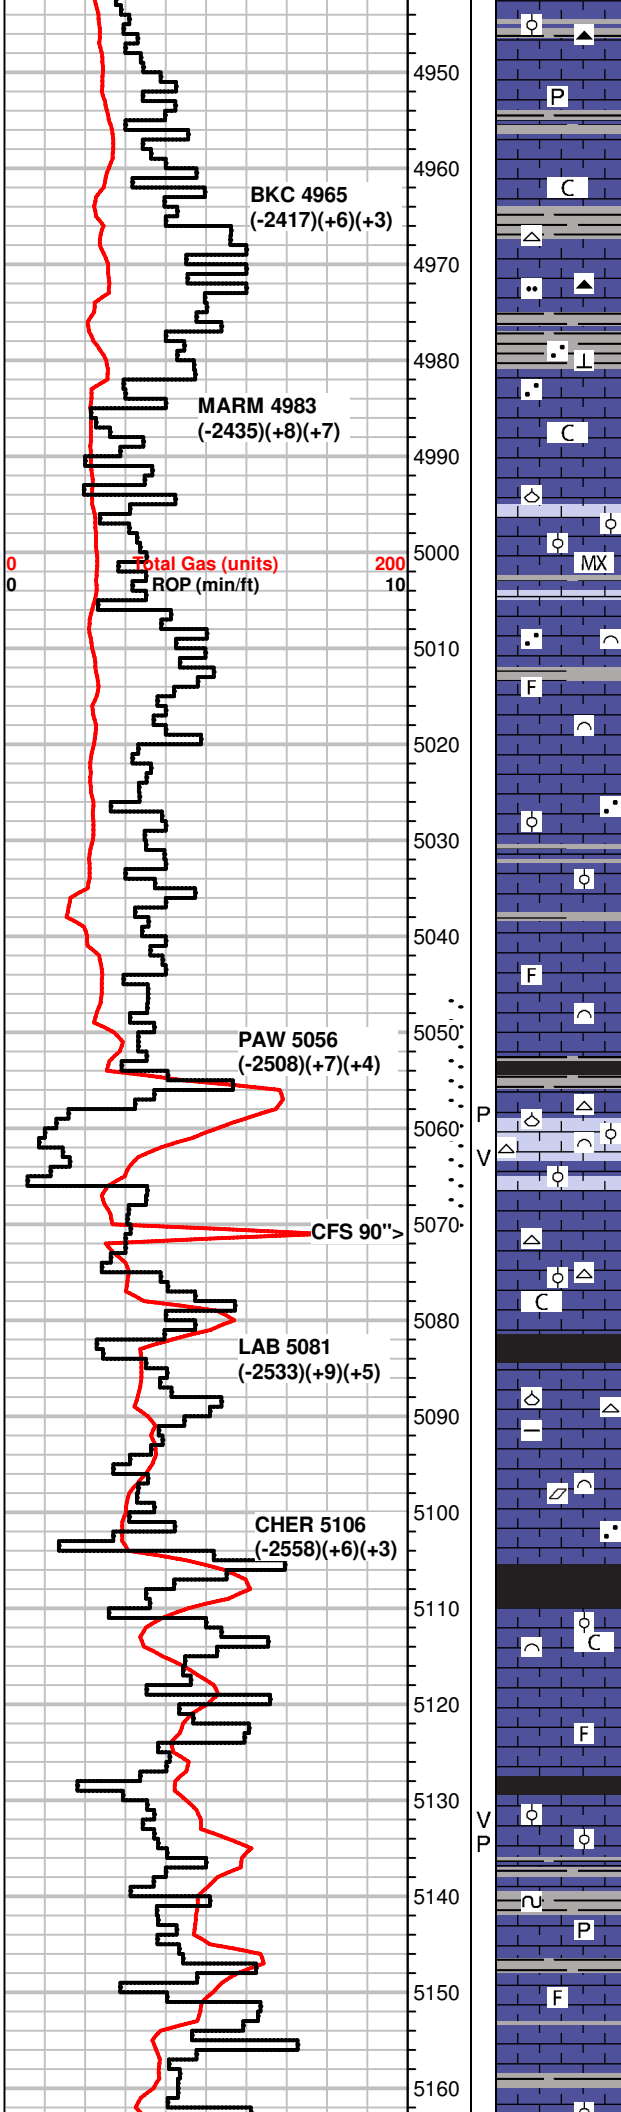 4950
P
4960
C
BKC 4965
(-2417)(+6)(+3)
4970
4980
MARM 4983
(-2435)(+8)(+7)
C
4990
5000
0 Total Gas (units) 200
MX
0 ROP (min/ft) 10
5010
F
5020
5030
5040
F
5050
PAW 5056
(-2508)(+7)(+4)
P
5060
V
5070
CFS 90">
C
5080
LAB 5081
(-2533)(+9)(+5)
5090
5100
CHER 5106
(-2558)(+6)(+3)
5110
C
5120
F
5130
V
P
5140
P
5150
F
5160